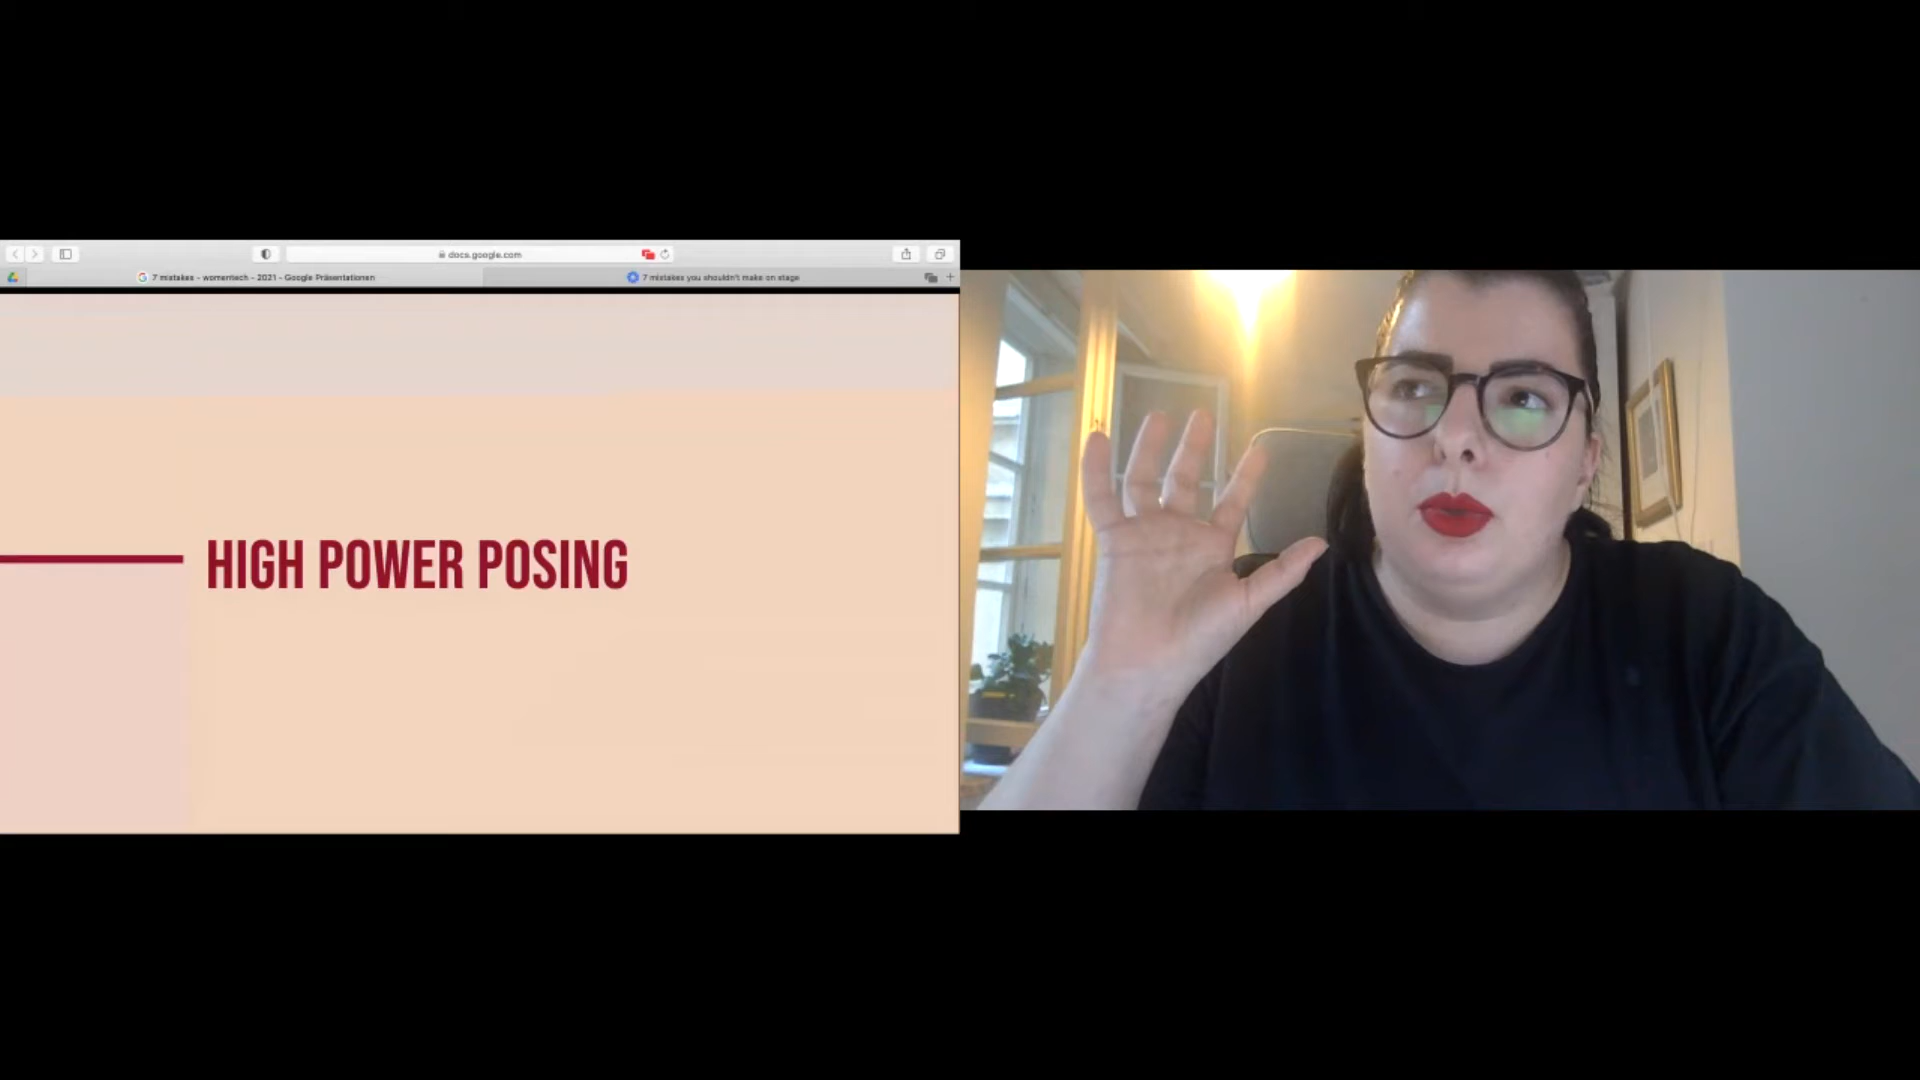 docs.google.com
7 mistakes - womentech - 2021 - Google Präsentationen
7 mistakes you shouldn't make on stage
HIGH POWER POSING